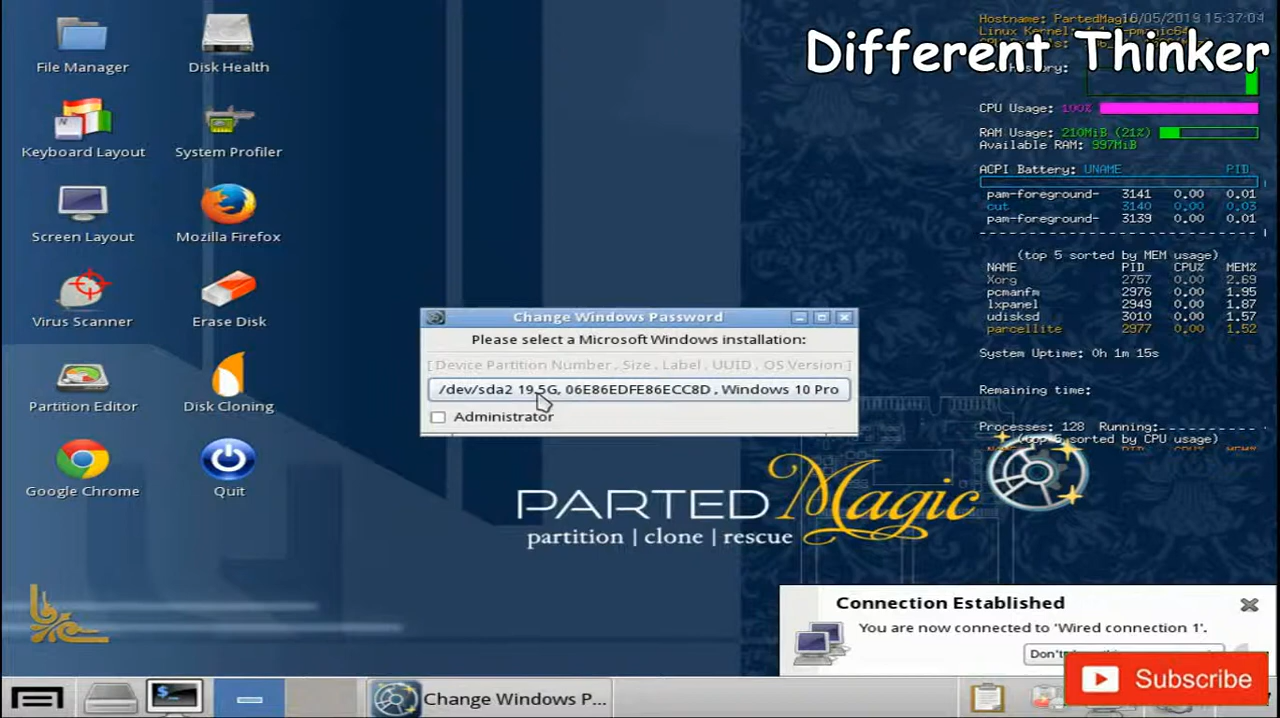 File Manager
Disk Health
Keyboard Layout
System Profiler
Screen Layout
Mozilla Firefox
Virus Scanner
Erase Disk
Partition Editor
Disk Cloning
Google Chrome
Quit
Hostname: PartedMagic
10/05/2019 15:37:04
Different Thinker
CPU Usage: 100%
RAM Usage: 210MiB (21%)
Available RAM: 997MiB
ACPI Battery: UNAME PID
pam-foreground- 3141 0.00 0.01
cut 3140 0.00 0.03
pam-foreground- 3139 0.00 0.01
(top 5 sorted by MEM usage)
NAME PID CPU% MEM%
Xorg 2757 0.00 2.69
pcmanfm 2976 0.00 1.95
lxpanel 2949 0.00 1.87
udisksd 3010 0.00 1.57
parcellite 2977 0.00 1.52
System Uptime: 0h 1m 15s
Remaining time:
Processes: 128 Running:
(top 5 sorted by CPU usage)
Change Windows Password
Please select a Microsoft Windows installation:
[ Device Partition Number , Size , Label , UUID , OS Version ]
/dev/sda2 19.5G, 06E86EDFE86ECC8D , Windows 10 Pro
Administrator
PARTED Magic
partition | clone | rescue
Connection Established
You are now connected to 'Wired connection 1'.
Change Windows P...
Subscribe